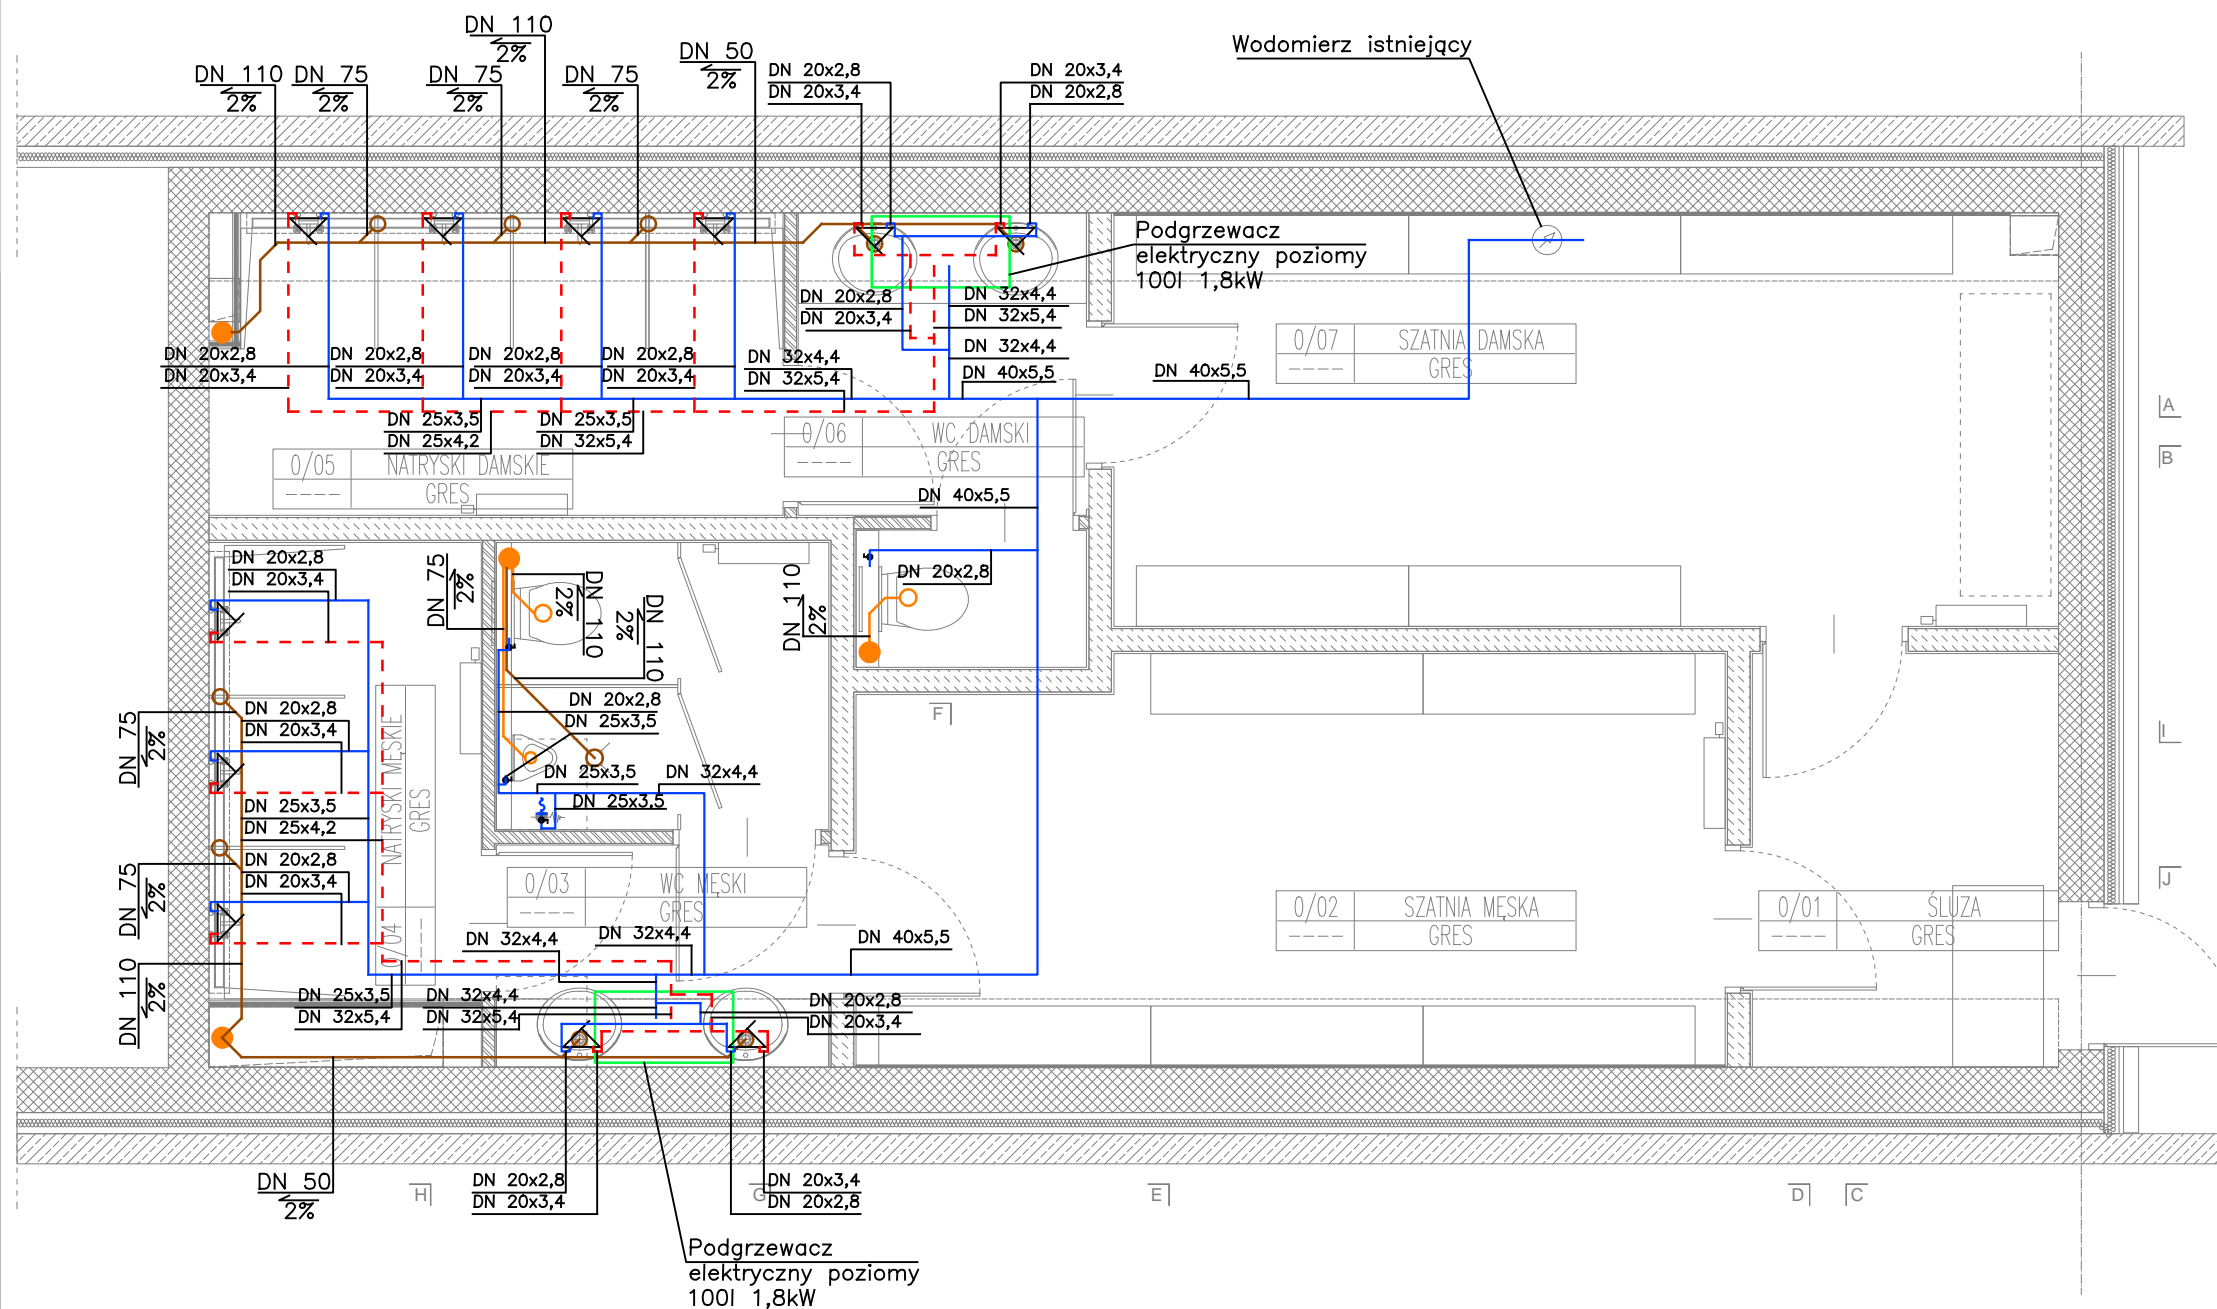 DN 110
2%
DN 50
2%
Wodomierz istniejący
DN 110
2%
DN 75
2%
DN 75
2%
DN 75
2%
DN 20x2,8
DN 20x3,4
DN 20x3,4
DN 20x2,8
Podgrzewacz
elektryczny poziomy
100l 1,8kW
DN 20x2,8
DN 20x3,4
DN 32x4,4
DN 32x5,4
DN 32x4,4
DN 40x5,5
DN 40x5,5
0/07 SZATNIA DAMSKA
---- GRES
DN 20x2,8
DN 20x3,4
DN 20x2,8
DN 20x3,4
DN 20x2,8
DN 20x3,4
DN 20x2,8
DN 20x3,4
DN 32x4,4
DN 32x5,4
DN 25x3,5
DN 25x4,2
DN 25x3,5
DN 32x5,4
0/06 WC DAMSKI
---- GRES
0/05 NATRYSKI DAMSKIE
---- GRES
A
B
DN 40x5,5
DN 20x2,8
DN 110
2%
DN 20x2,8
DN 20x3,4
DN 75
2%
DN 110
2%
DN 110
2%
DN 20x2,8
DN 25x3,5
DN 25x3,5
DN 32x4,4
DN 25x3,5
F
I
J
DN 75
2%
DN 20x2,8
DN 20x3,4
DN 25x3,5
DN 25x4,2
DN 20x2,8
DN 20x3,4
DN 75
2%
DN 110
2%
0/04 NATRYSKI MĘSKIE
---- GRES
0/03 WC MĘSKI
---- GRES
0/02 SZATNIA MĘSKA
---- GRES
0/01 ŚLUZA
---- GRES
DN 32x4,4
DN 32x4,4
DN 40x5,5
DN 25x3,5
DN 32x5,4
DN 32x4,4
DN 32x5,4
DN 20x2,8
DN 20x3,4
DN 50
2%
H
DN 20x2,8
DN 20x3,4
G
DN 20x3,4
DN 20x2,8
E
D
C
Podgrzewacz
elektryczny poziomy
100l 1,8kW